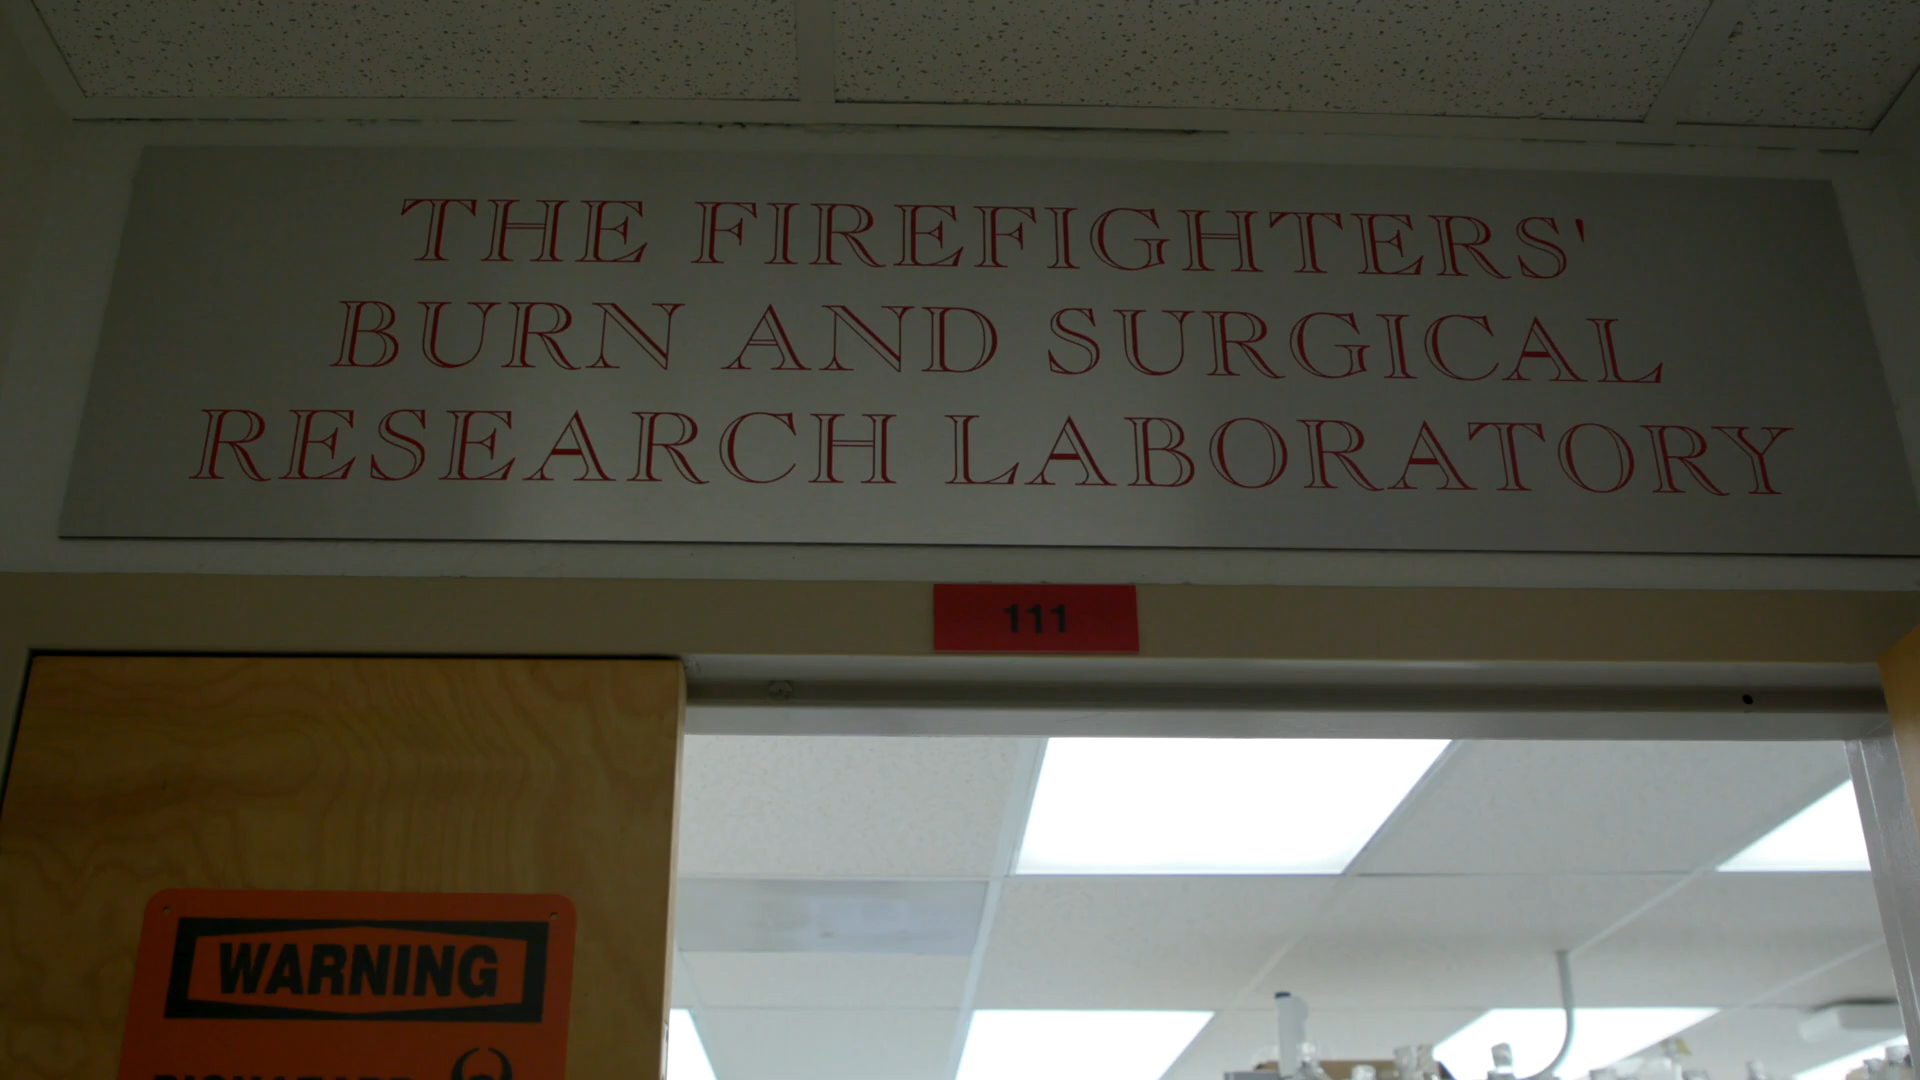 THE FIREFIGHTERS'
BURN AND SURGICAL
RESEARCH LABORATORY
111
WARNING